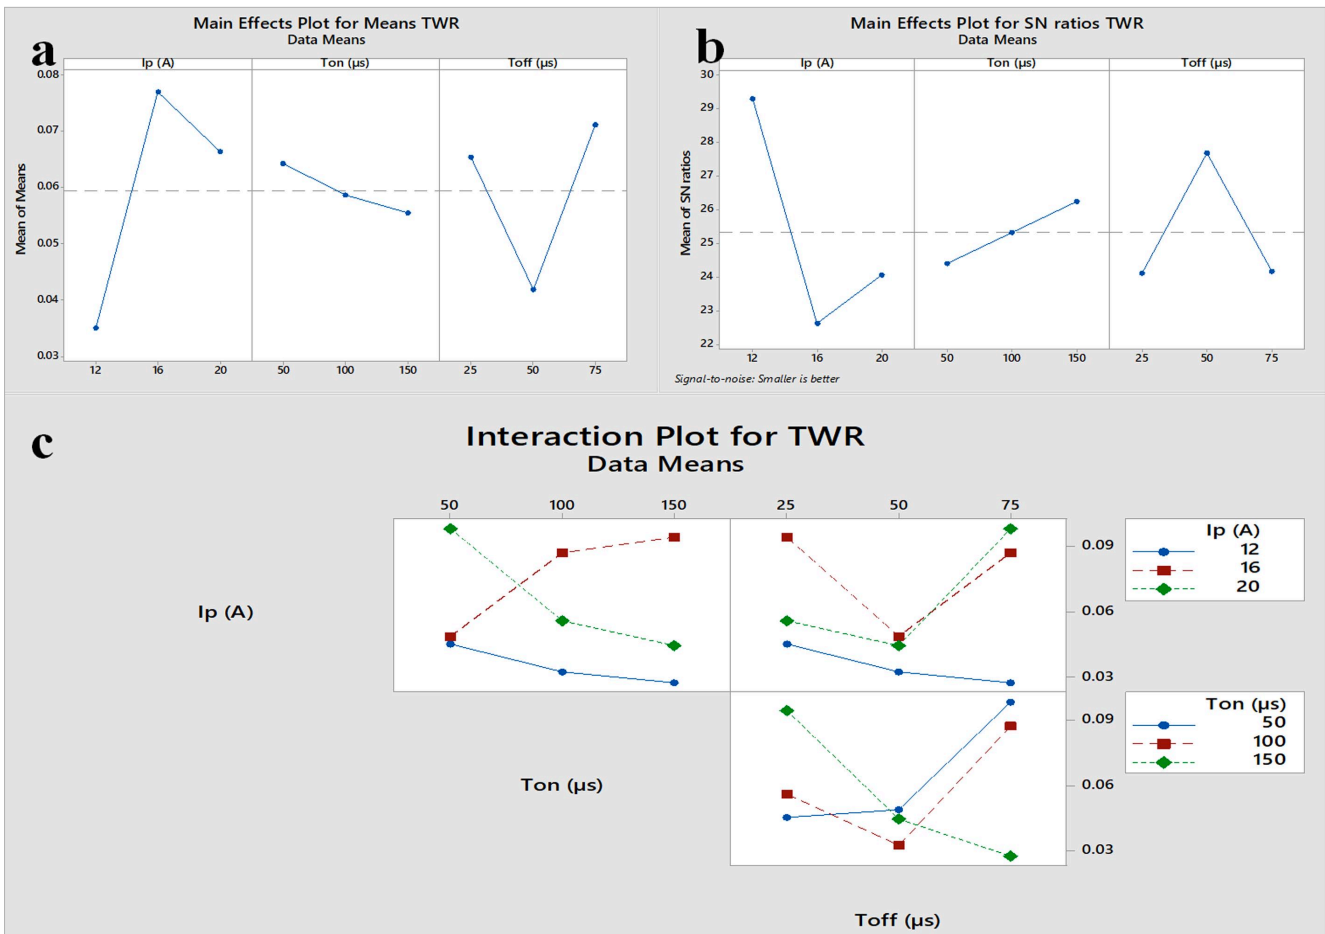 a
Main Effects Plot for Means TWR
Data Means
Ip (A) Ton (µs) Toff (µs)
0.08
0.07
0.06
0.05
0.04
0.03
Mean of Means
12 16 20 50 100 150 25 50 75
b
Main Effects Plot for SN ratios TWR
Data Means
Ip (A) Ton (µs) Toff (µs)
30
29
28
27
26
25
24
23
22
Mean of SN ratios
12 16 20 50 100 150 25 50 75
Signal-to-noise: Smaller is better
c
Interaction Plot for TWR
Data Means
50 100 150 25 50 75
Ip (A)
0.09
0.06
0.03
Ip (A)
12
16
20
Ton (µs)
0.09
0.06
0.03
Ton (µs)
50
100
150
Toff (µs)